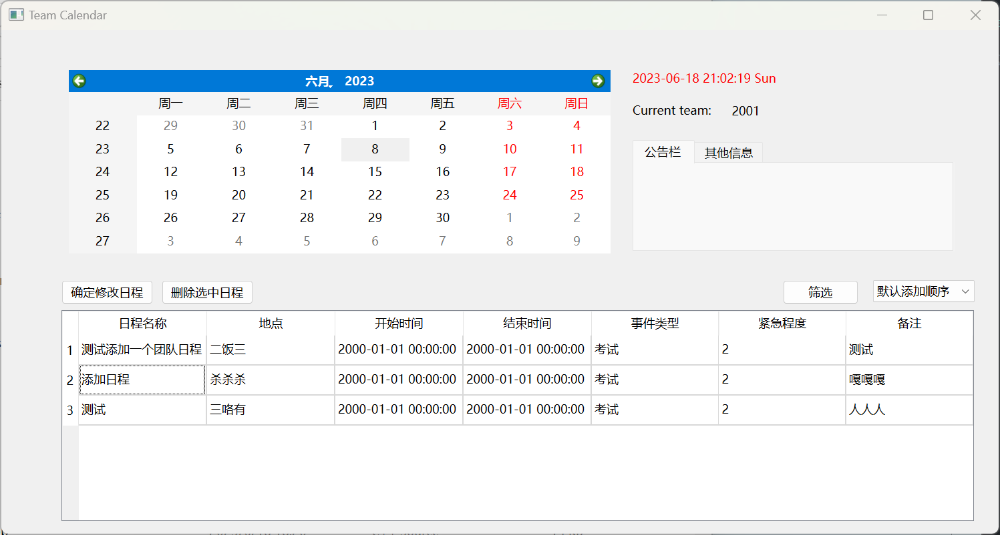 Team Calendar
六月 2023
周一 周二 周三 周四 周五 周六 周日
22 29 30 31 1 2 3 4
23 5 6 7 8 9 10 11
24 12 13 14 15 16 17 18
25 19 20 21 22 23 24 25
26 26 27 28 29 30 1 2
27 3 4 5 6 7 8 9
2023-06-18 21:02:19 Sun
Current team: 2001
公告栏 其他信息
确定修改日程 删除选中日程 筛选 默认添加顺序
日程名称 地点 开始时间 结束时间 事件类型 紧急程度 备注
1 测试添加一个团队日程 二饭三 2000-01-01 00:00:00 2000-01-01 00:00:00 考试 2 测试
2 添加日程 杀杀杀 2000-01-01 00:00:00 2000-01-01 00:00:00 考试 2 嘎嘎嘎
3 测试 三咯有 2000-01-01 00:00:00 2000-01-01 00:00:00 考试 2 人人人